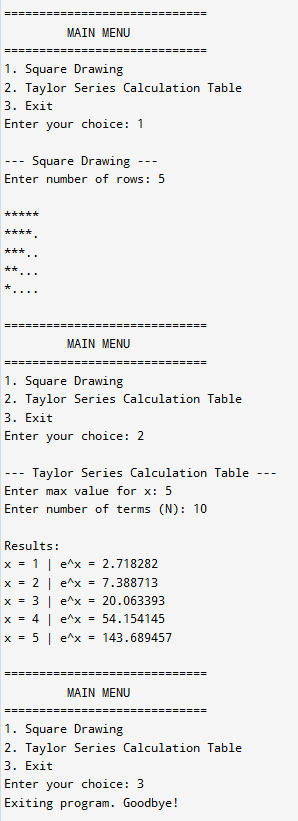 =============================
MAIN MENU
=============================
1. Square Drawing
2. Taylor Series Calculation Table
3. Exit
Enter your choice: 1
--- Square Drawing ---
Enter number of rows: 5
*****
****.
***..
**...
*....
=============================
MAIN MENU
=============================
1. Square Drawing
2. Taylor Series Calculation Table
3. Exit
Enter your choice: 2
--- Taylor Series Calculation Table ---
Enter max value for x: 5
Enter number of terms (N): 10
Results:
x = 1 | e^x = 2.718282
x = 2 | e^x = 7.388713
x = 3 | e^x = 20.063393
x = 4 | e^x = 54.154145
x = 5 | e^x = 143.689457
=============================
MAIN MENU
=============================
1. Square Drawing
2. Taylor Series Calculation Table
3. Exit
Enter your choice: 3
Exiting program. Goodbye!